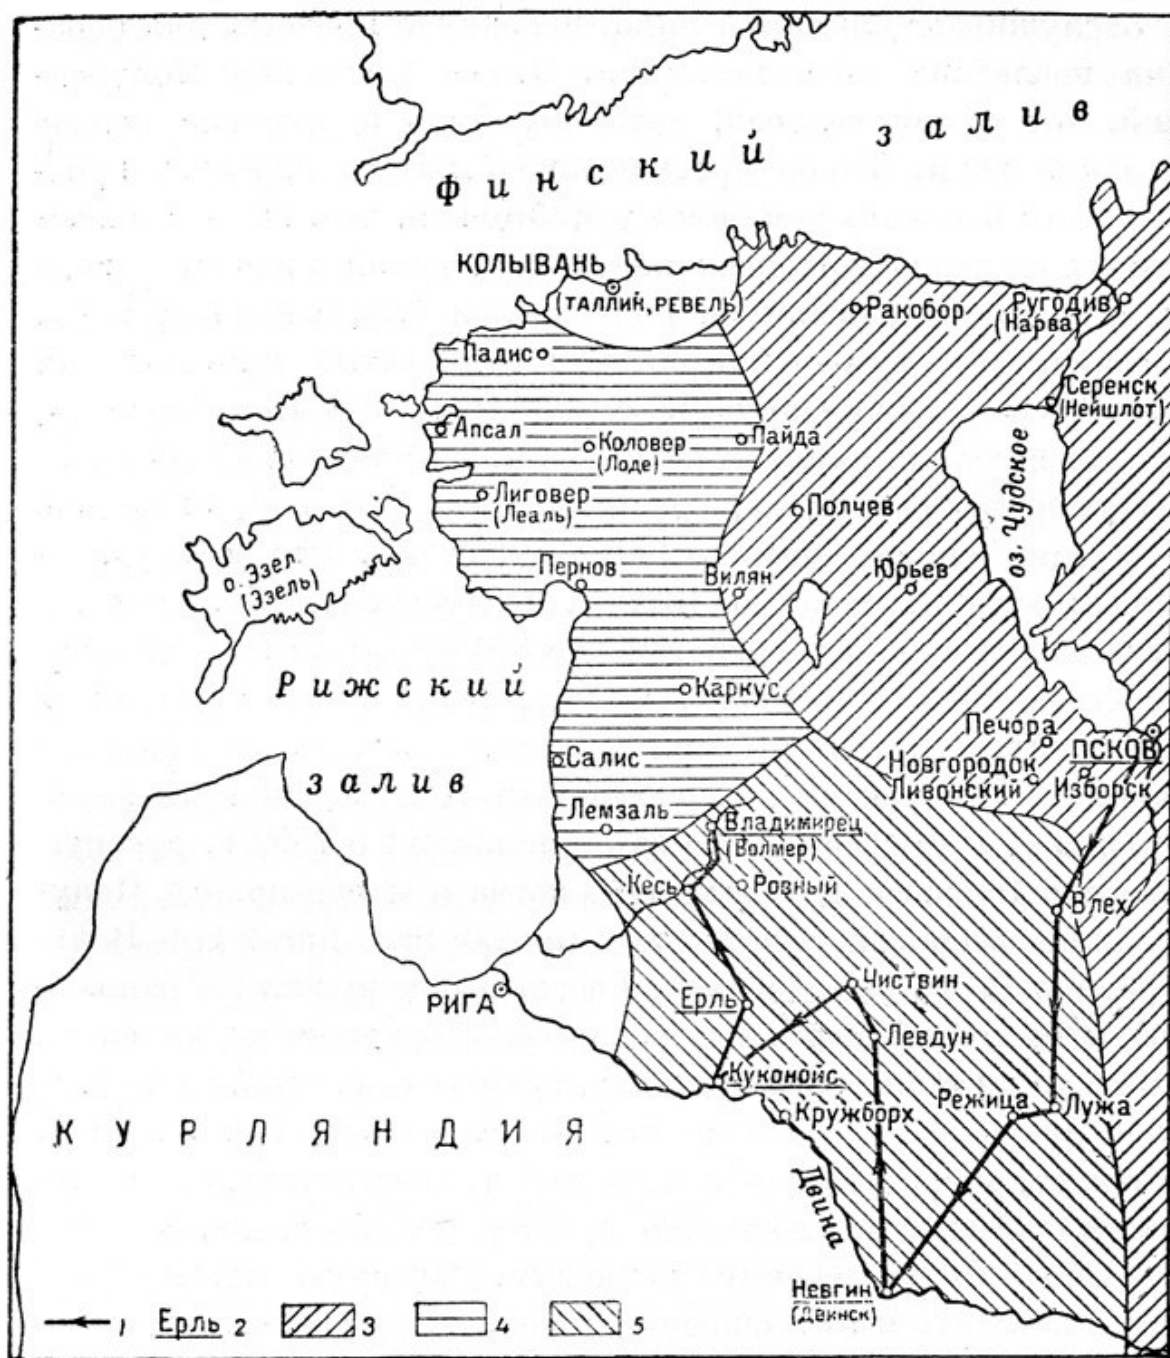 Финский залив
КОЛЫВАНЬ
(ТАЛЛИН, РЕВЕЛЬ)
Ракобор
Ругодив
(Нарва)
Падис
Серенск
(Нейшлот)
Апсал
Коловер
(Лоде)
Пайда
Лиговер
(Леаль)
Полчев
оз. Чудское
о. Эзел
(Эзель)
Пернов
Вилян
Юрьев
Рижский
залив
Каркус
Печора
ПСКОВ
Салис
Новгородок
Ливонский
Изборск
Лемзаль
Владимирец
(Волмер)
Кесь
Ровный
Влех
РИГА
Ерль
Чиствин
Левдун
Куконойс
Кружборх
Режица
Лужа
КУРЛЯНДИЯ
Двина
Невгин
(Двинск)
1 Ерль 2 3 4 5